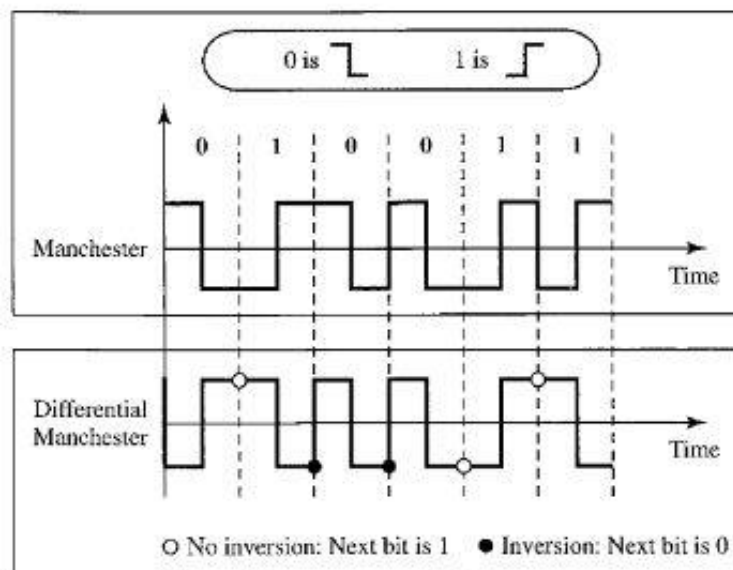 0 is 1 is
0 1 0 0 1 1
Manchester
Time
Differential
Manchester
Time
No inversion: Next bit is 1 Inversion: Next bit is 0